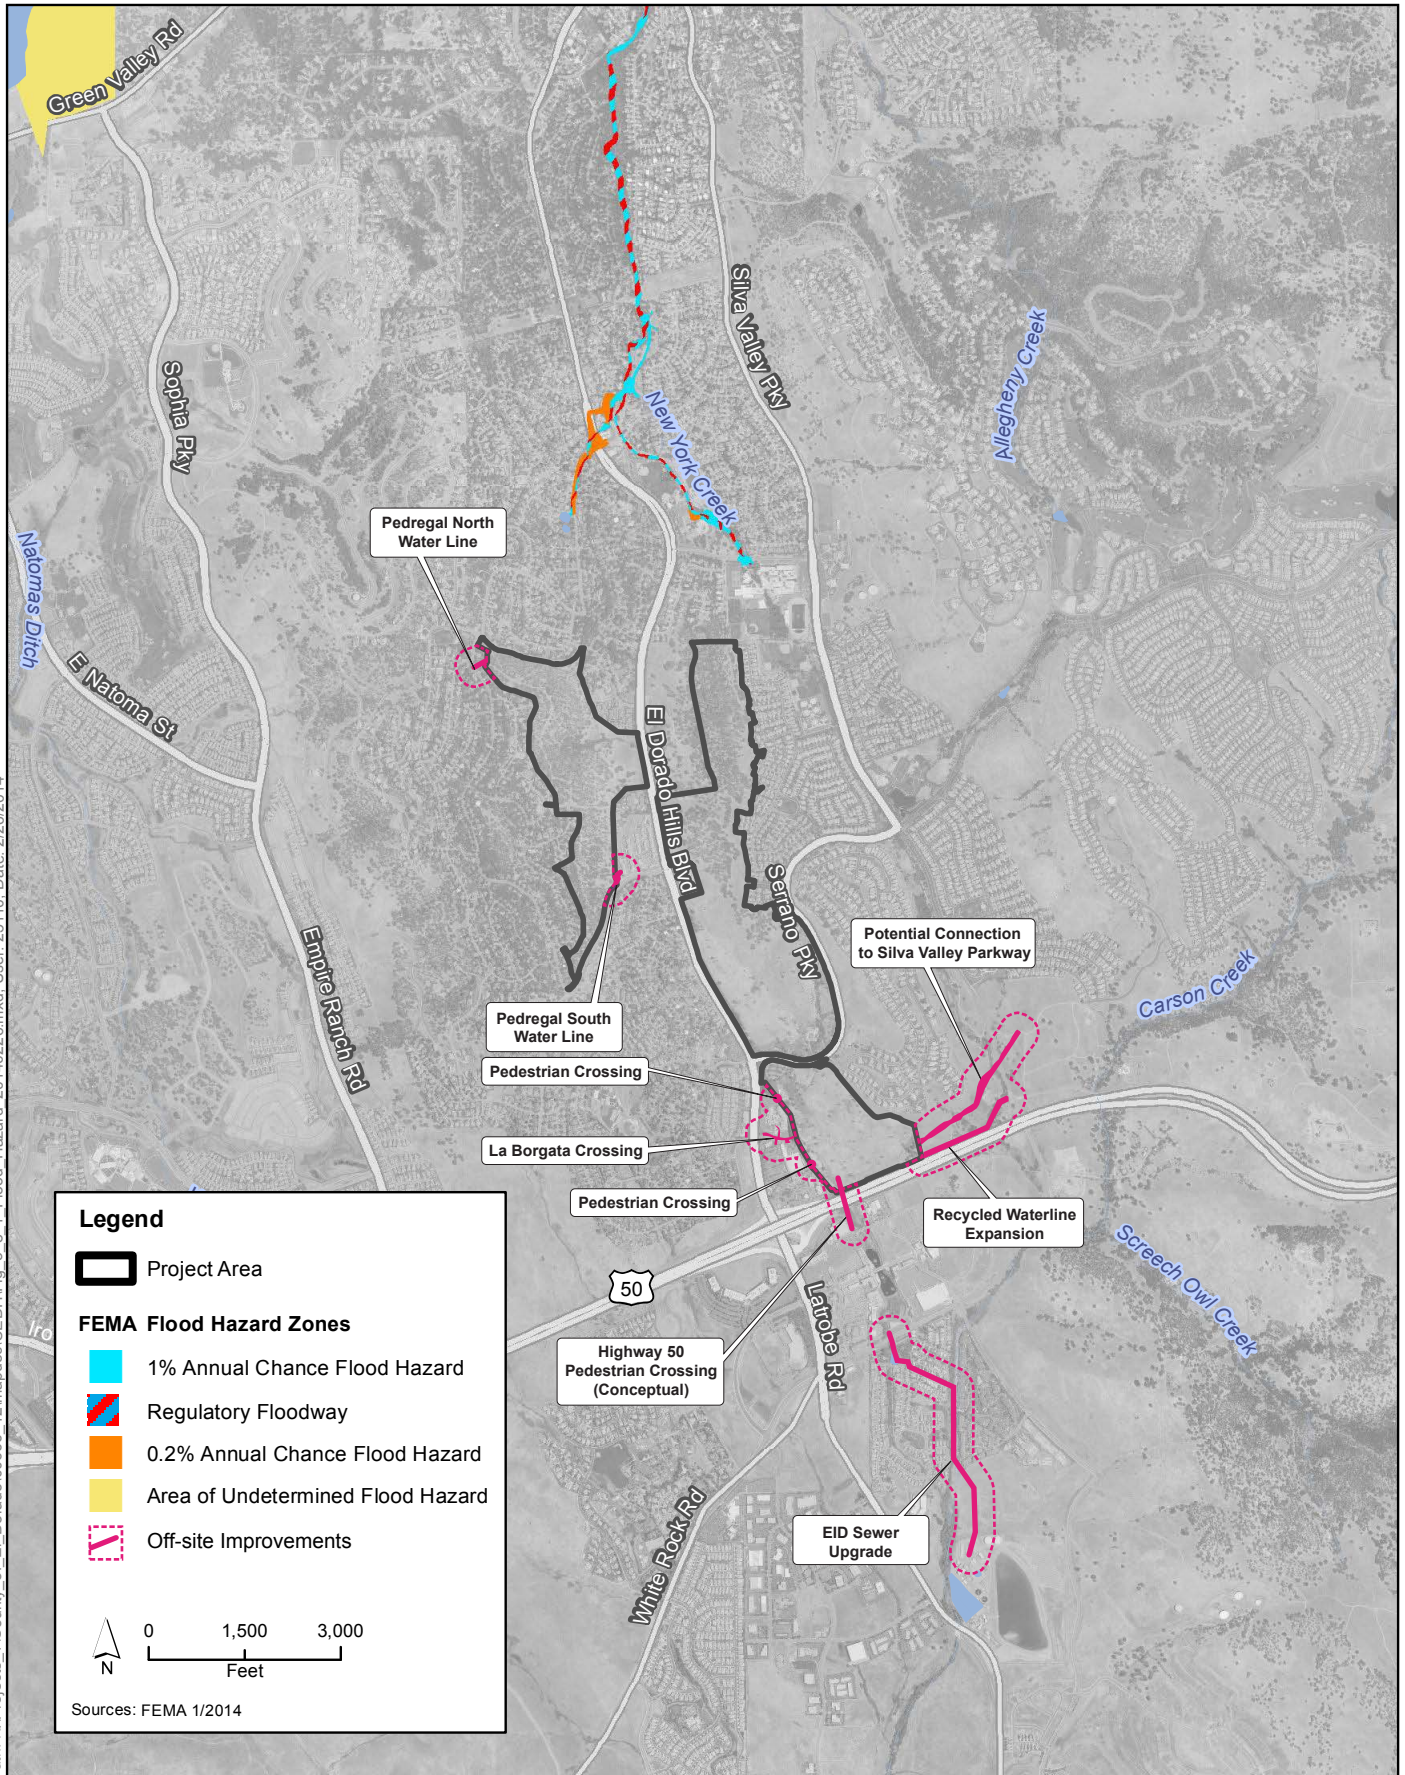 Green Valley Rd
Silva Valley Pky
Sophia Pky
Allegheny Creek
New York Creek
Pedregal North
Water Line
Natomas Ditch
E Natoma St
El Dorado Hills Blvd
Serrano Pky
Empire Ranch Rd
Potential Connection
to Silva Valley Parkway
Carson Creek
Pedregal South
Water Line
Pedestrian Crossing
La Borgata Crossing
Pedestrian Crossing
Recycled Waterline
Expansion
Screech Owl Creek
50
Latrobe Rd
Highway 50
Pedestrian Crossing
(Conceptual)
White Rock Rd
EID Sewer
Upgrade
Iro
Legend
Project Area
FEMA Flood Hazard Zones
1% Annual Chance Flood Hazard
Regulatory Floodway
0.2% Annual Chance Flood Hazard
Area of Undetermined Flood Hazard
Off-site Improvements
N
0 1,500 3,000
Feet
Sources: FEMA 1/2014